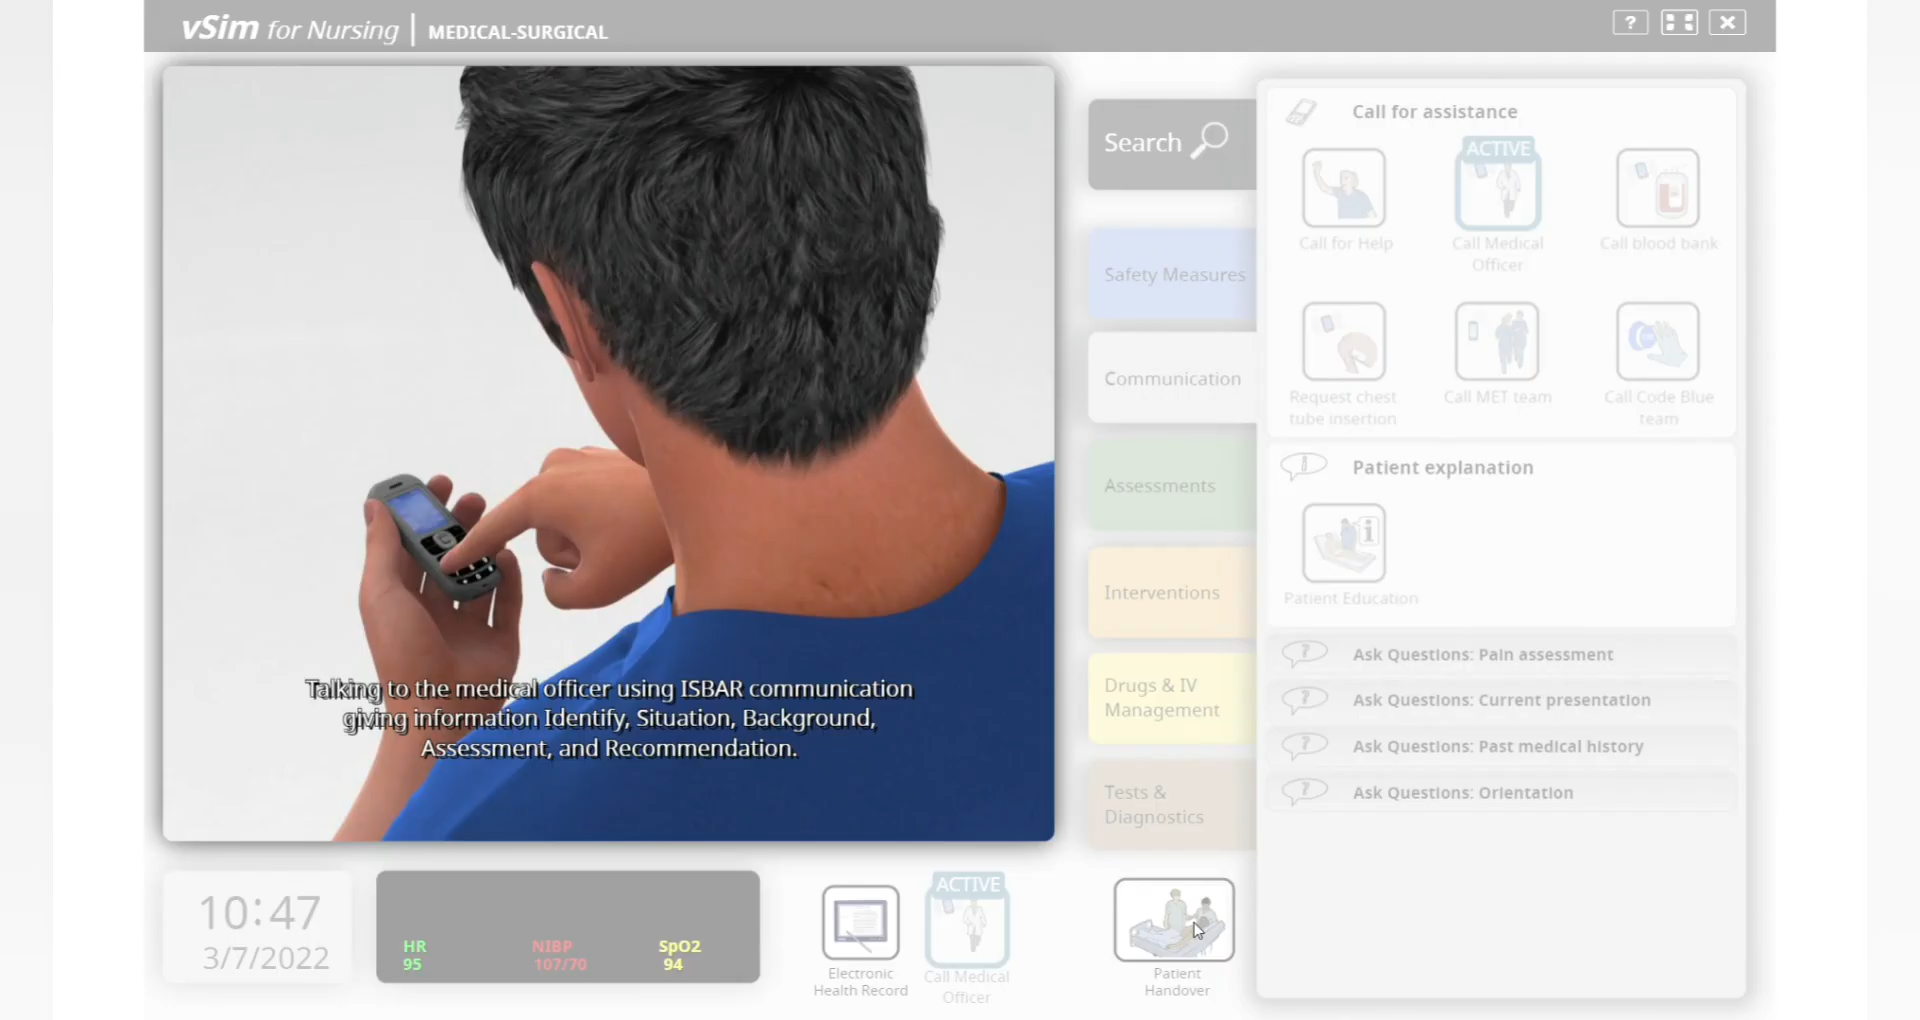 vSim for Nursing | MEDICAL-SURGICAL
?
Talking to the medical officer using ISBAR communication
giving information Identify, Situation, Background,
Assessment, and Recommendation.
Search
Safety Measures
Communication
Assessments
Interventions
Drugs & IV
Management
Tests &
Diagnostics
Call for assistance
Call for Help
ACTIVE
Call Medical
Officer
Call blood bank
Request chest
tube insertion
Call MET team
Call Code Blue
team
i
Patient explanation
i
Patient Education
? Ask Questions: Pain assessment
? Ask Questions: Current presentation
? Ask Questions: Past medical history
? Ask Questions: Orientation
10:47
3/7/2022
HR
95
NIBP
107/70
SpO2
94
Electronic
Health Record
ACTIVE
Call Medical
Officer
Patient
Handover